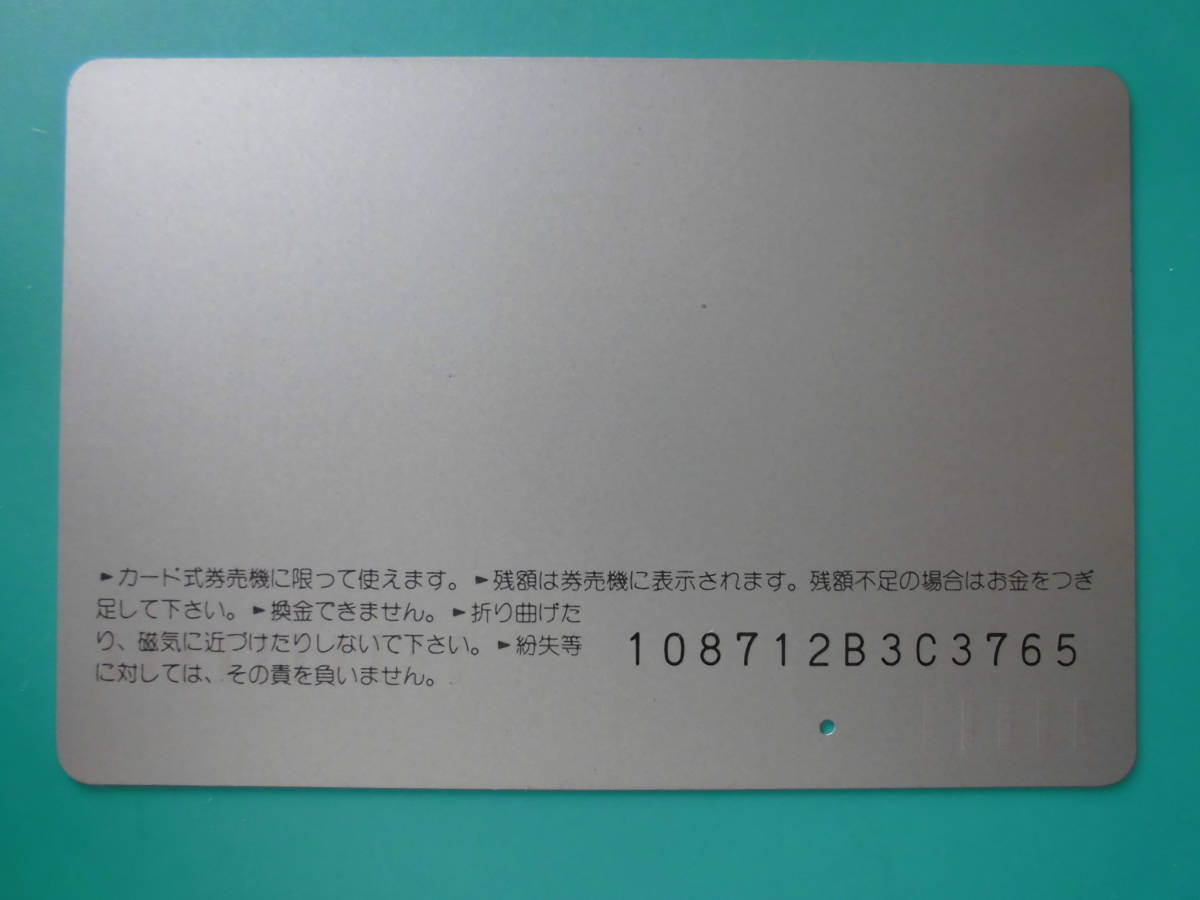 ►カード式券売機に限って使えます。►残額は券売機に表示されます。残額不足の場合はお金をつぎ
足して下さい。►換金できません。►折り曲げた
り、磁気に近づけたりしないで下さい。►紛失等
に対しては、その責を負いません。
108712B3C3765